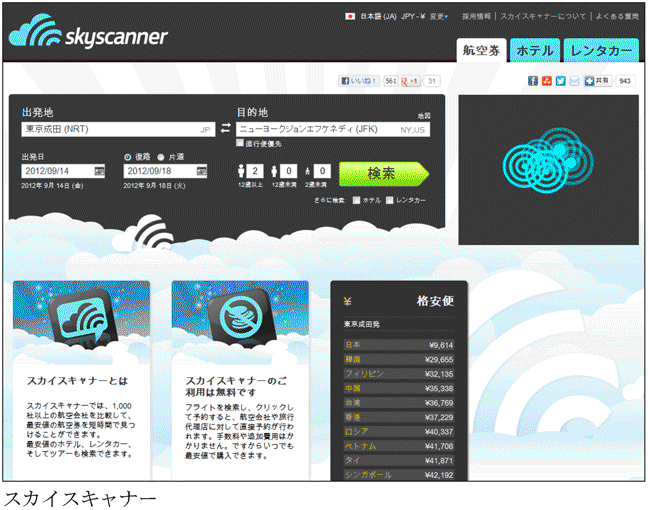 skyscanner
日本語 (JA) JPY - ¥ 変更
採用情報 | スカイスキャナーについて | よくある質問
航空券 ホテル レンタカー
いいね! 561 +1 31
共有 943
出発地
東京成田 (NRT) JP
目的地
地図
ニューヨークジョンエフケネディ (JFK) NY,US
直行便優先
出発日
2012/09/14
2012年 9月 14日 (金)
復路 片道
2012/09/18
2012年 9月 18日 (火)
2 0 0
12歳以上 12歳未満 2歳未満
検索
さらに検索: ホテル レンタカー
スカイスキャナーとは
スカイスキャナーでは、1,000
社以上の航空会社を比較して、
最安値の航空券を短時間で見つ
けることができます。
最安値のホテル、レンタカー、
そしてツアーも検索できます。
スカイスキャナーのご
利用は無料です
フライトを検索し、クリックし
て予約すると、航空会社や旅行
代理店に対して直接予約が行わ
れます。手数料や追加費用はか
かりません。ですからいつでも
最安値で購入できます。
¥ 格安便
東京成田発
日本 ¥9,614
韓国 ¥29,655
フィリピン ¥32,135
中国 ¥35,338
台湾 ¥36,769
香港 ¥37,229
ロシア ¥40,337
ベトナム ¥41,708
タイ ¥41,871
シンガポール ¥42,192
スカイスキャナー